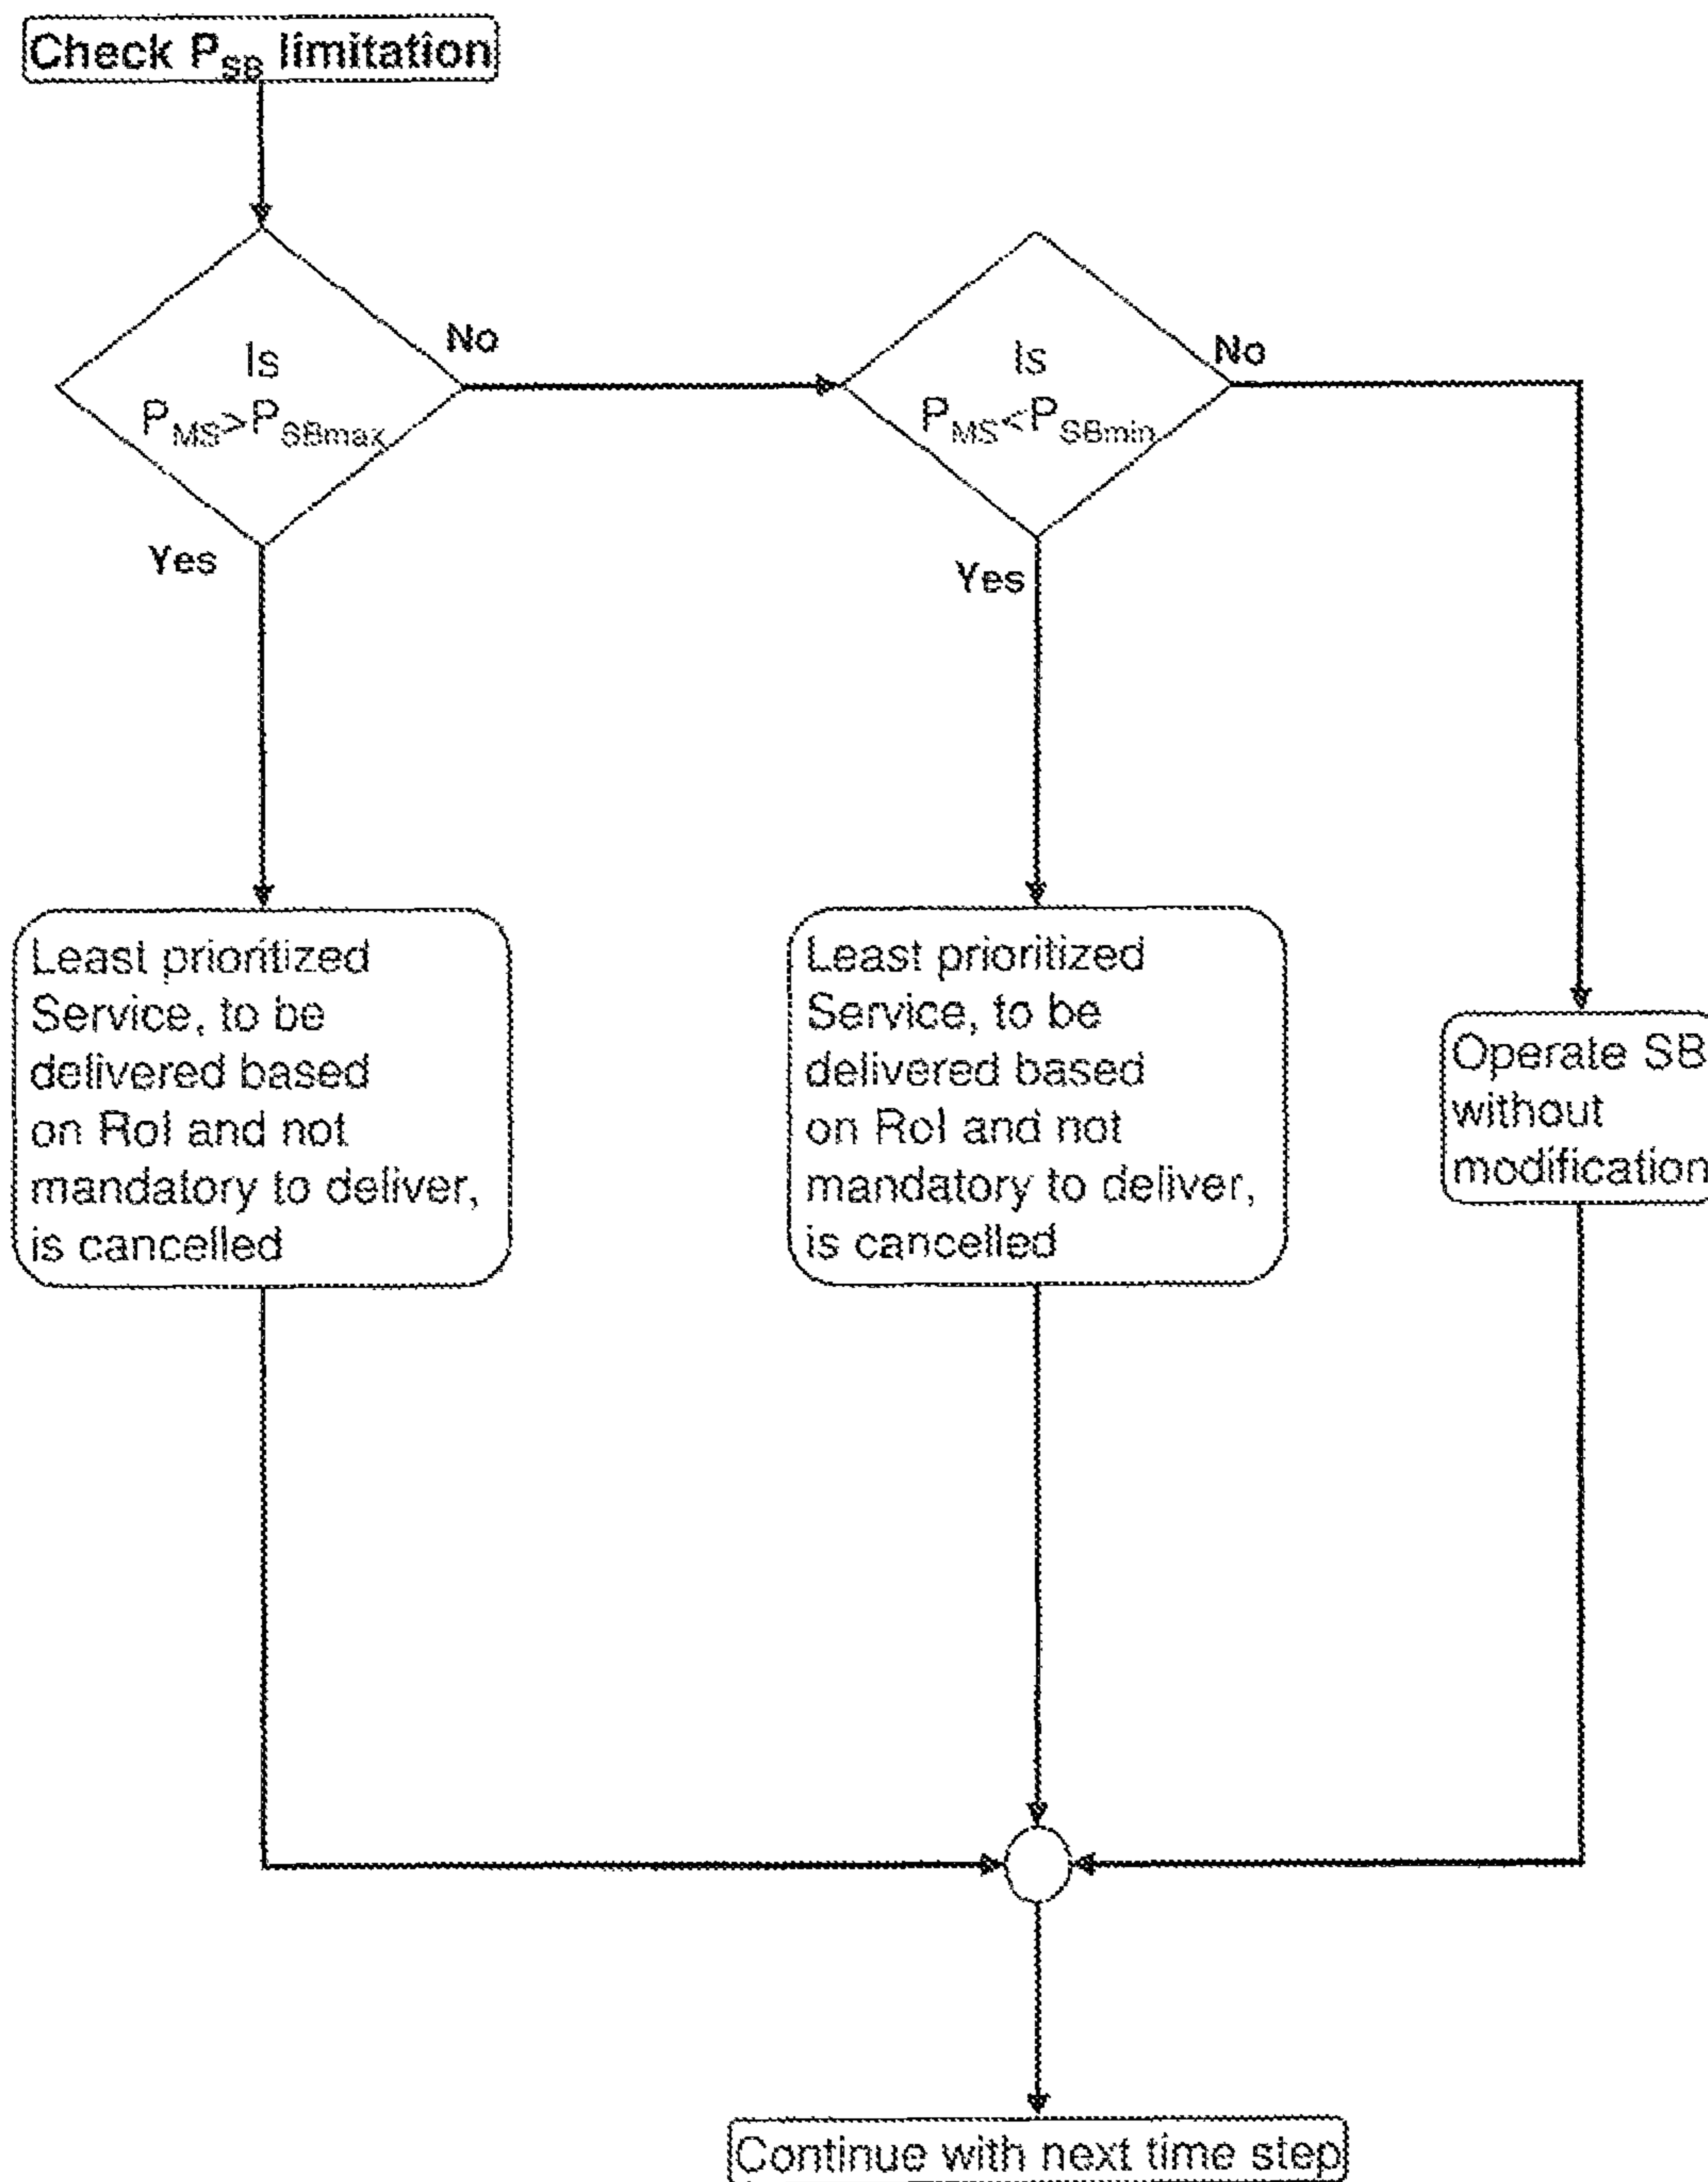 Check P_SB limitation
No
Is
P_MS>P_SBmax
No
Is
P_MS<P_SBmin
Yes
Yes
Least prioritized
Service, to be
delivered based
on RoI and not
mandatory to deliver,
is cancelled
Least prioritized
Service, to be
delivered based
on RoI and not
mandatory to deliver,
is cancelled
Operate SB
without
modification
Continue with next time step